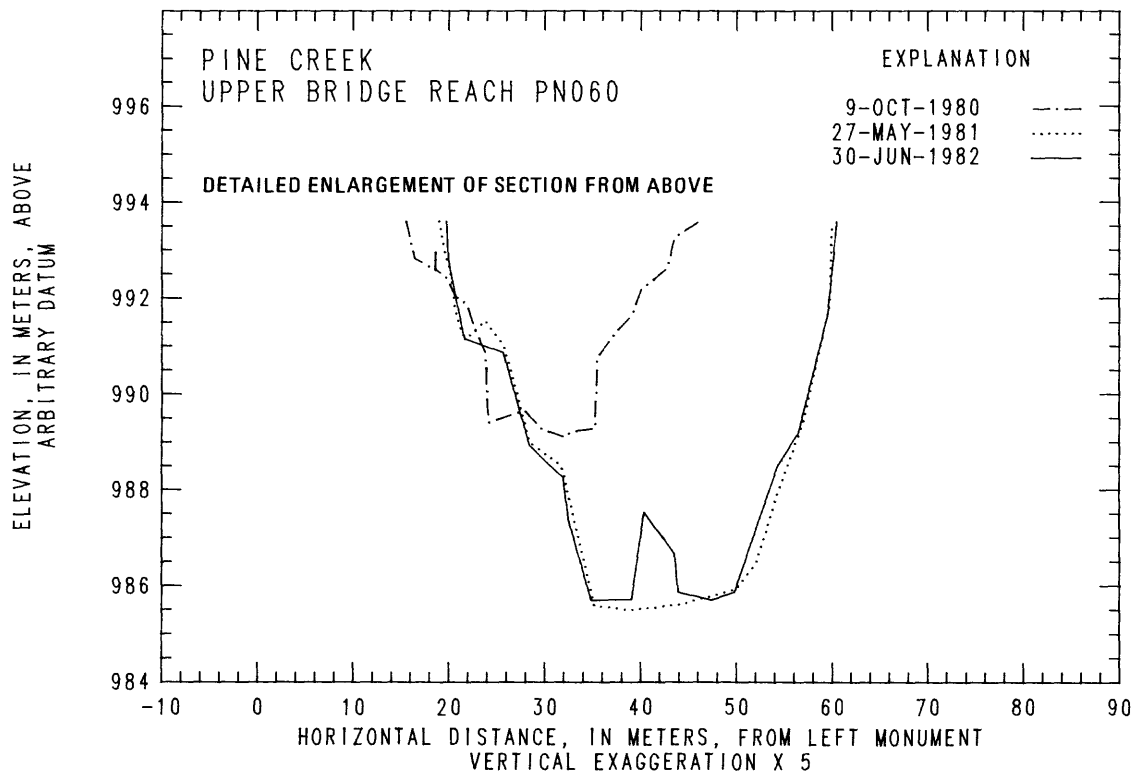 PINE CREEK
UPPER BRIDGE REACH PN060
EXPLANATION
9-OCT-1980
27-MAY-1981
30-JUN-1982
DETAILED ENLARGEMENT OF SECTION FROM ABOVE
ELEVATION, IN METERS, ABOVE
ARBITRARY DATUM
996
994
992
990
988
986
984
-10 0 10 20 30 40 50 60 70 80 90
HORIZONTAL DISTANCE, IN METERS, FROM LEFT MONUMENT
VERTICAL EXAGGERATION X 5